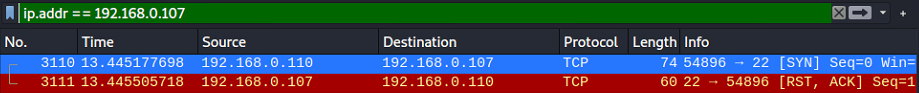 ip.addr == 192.168.0.107
No. Time Source Destination Protocol Length Info
3110 13.445177698 192.168.0.110 192.168.0.107 TCP 74 54896 → 22 [SYN] Seq=0 Win=
3111 13.445505718 192.168.0.107 192.168.0.110 TCP 60 22 → 54896 [RST, ACK] Seq=1